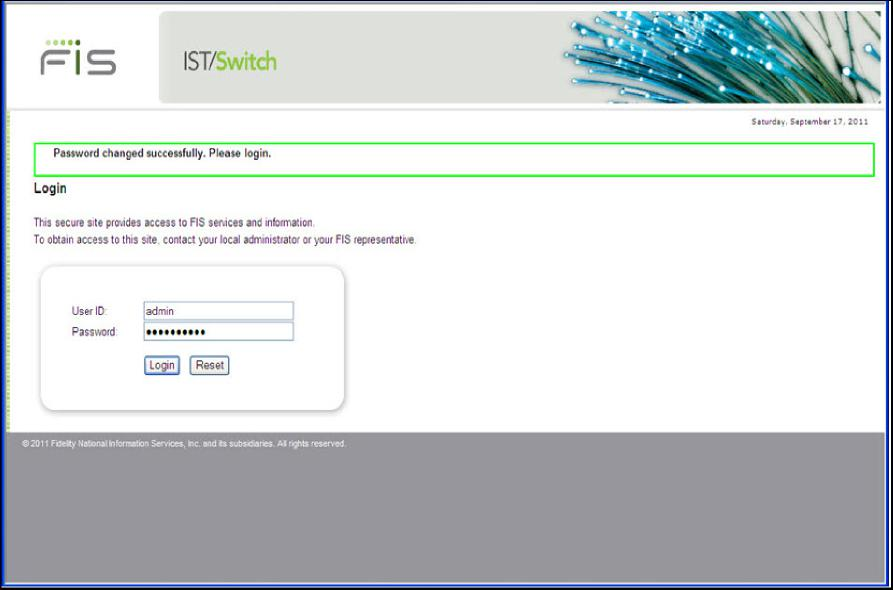 FIS
IST/Switch
Saturday, September 17, 2011
Password changed successfully. Please login.
Login
This secure site provides access to FIS services and information.
To obtain access to this site, contact your local administrator or your FIS representative.
User ID: admin
Password: ••••••••••
Login Reset
© 2011 Fidelity National Information Services, Inc. and its subsidiaries. All rights reserved.